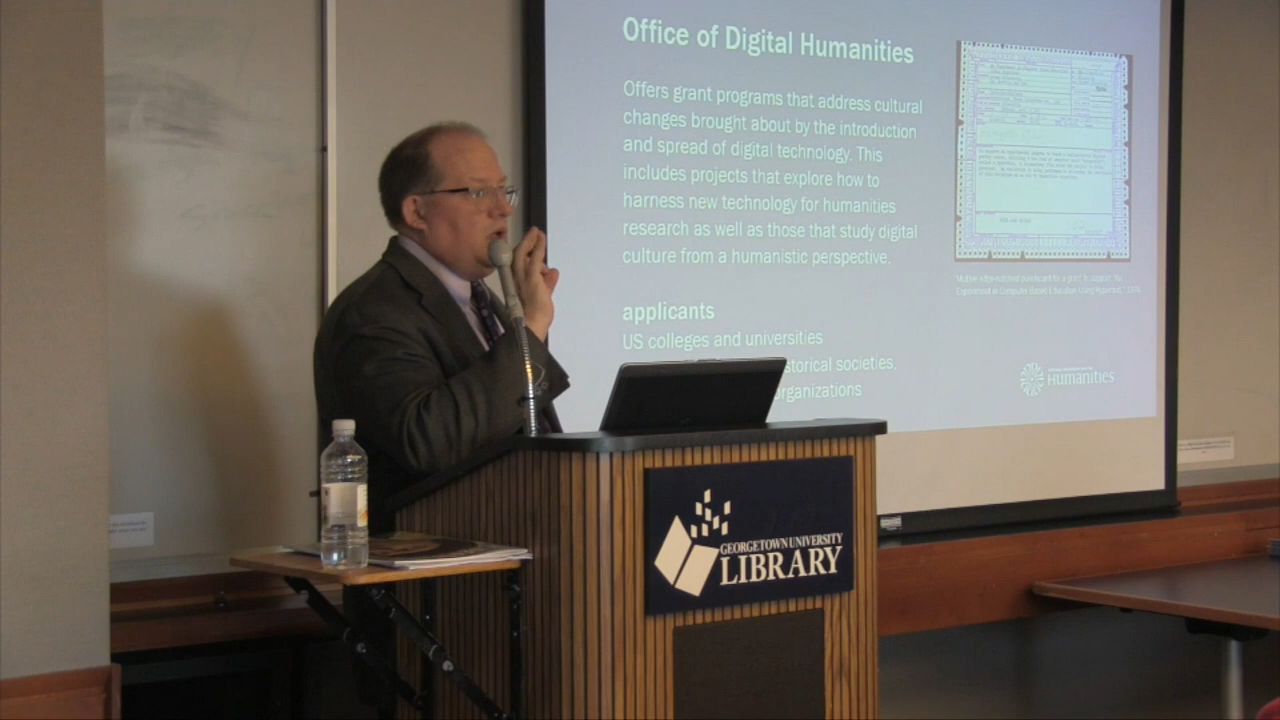 Office of Digital Humanities
Offers grant programs that address cultural
changes brought about by the introduction
and spread of digital technology. This
includes projects that explore how to
harness new technology for humanities
research as well as those that study digital
culture from a humanistic perspective.
applicants
US colleges and universities
storical societies,
organizations
Humanities
GEORGETOWN UNIVERSITY
LIBRARY